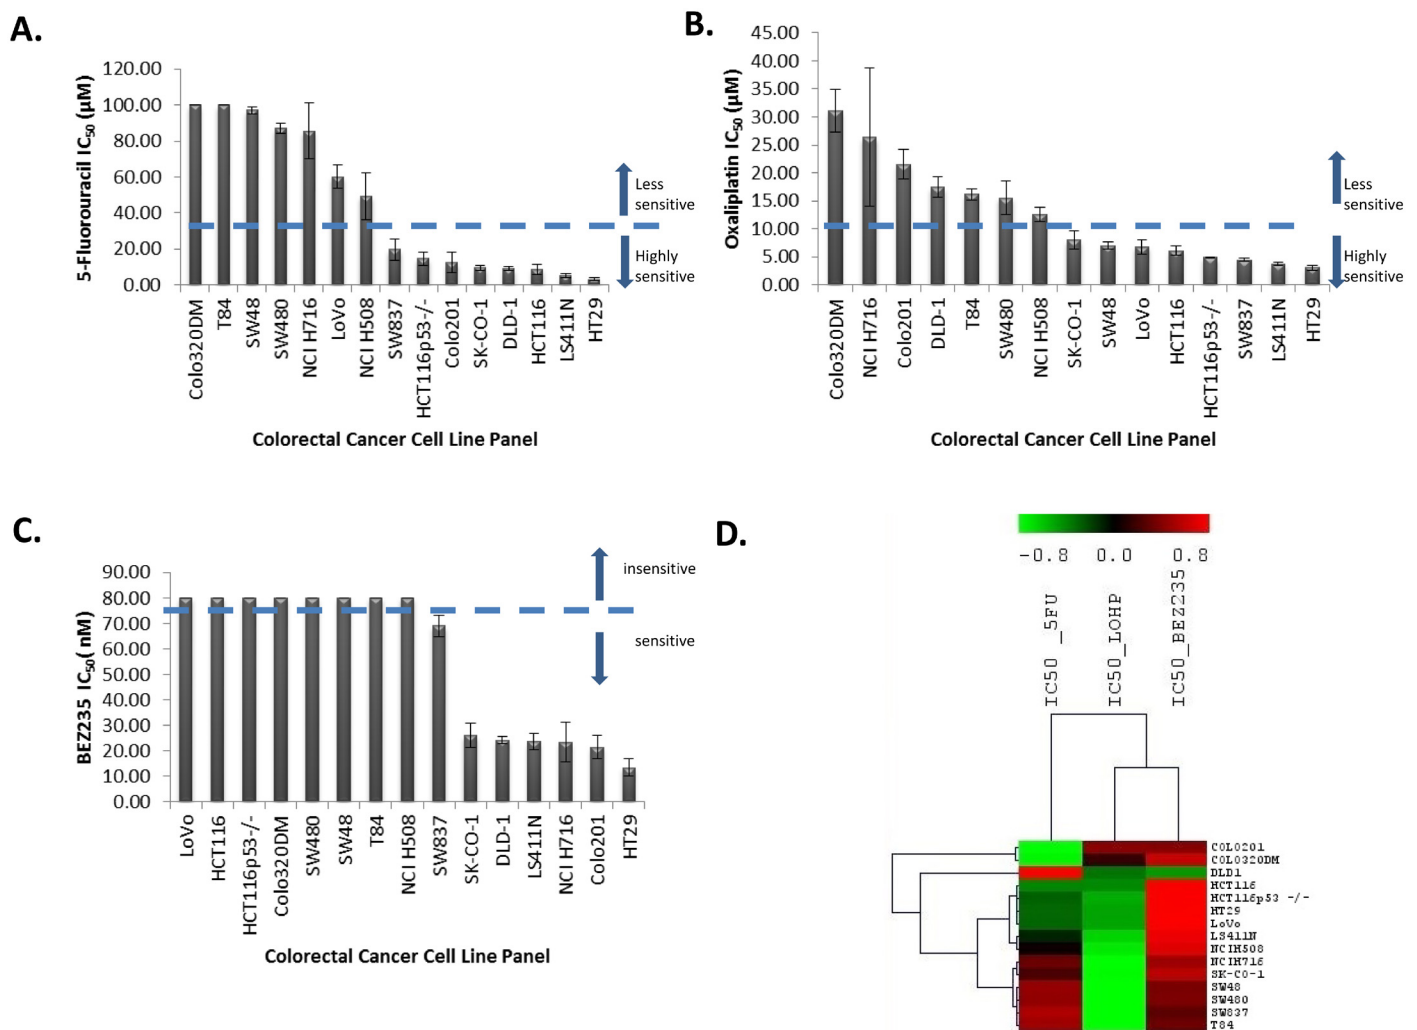 A.
5-Fluorouracil IC50 (µM)
120.00
100.00
80.00
60.00
40.00
20.00
0.00
Less
sensitive
Highly
sensitive
Colo320DM
T84
SW48
SW480
NCI H716
LoVo
NCI H508
SW837
HCT116p53-/-
Colo201
SK-CO-1
DLD-1
HCT116
LS411N
HT29
Colorectal Cancer Cell Line Panel
B.
Oxaliplatin IC50 (µM)
45.00
40.00
35.00
30.00
25.00
20.00
15.00
10.00
5.00
0.00
Less
sensitive
Highly
sensitive
Colo320DM
NCI H716
Colo201
DLD-1
T84
SW480
NCI H508
SK-CO-1
SW48
LoVo
HCT116
HCT116p53-/-
SW837
LS411N
HT29
Colorectal Cancer Cell Line Panel
C.
BEZ235 IC50( nM)
90.00
80.00
70.00
60.00
50.00
40.00
30.00
20.00
10.00
0.00
insensitive
sensitive
LoVo
HCT116
HCT116p53-/-
Colo320DM
SW480
SW48
T84
NCI H508
SW837
SK-CO-1
DLD-1
LS411N
NCI H716
Colo201
HT29
Colorectal Cancer Cell Line Panel
D.
-0.8 0.0 0.8
IC50 _5FU
IC50_LOHP
IC50_BEZ235
COLO201
COLO320DM
DLD1
HCT116
HCT116p53 -/-
HT29
LoVo
LS411N
NCIH508
NCIH716
SK-CO-1
SW48
SW480
SW837
T84